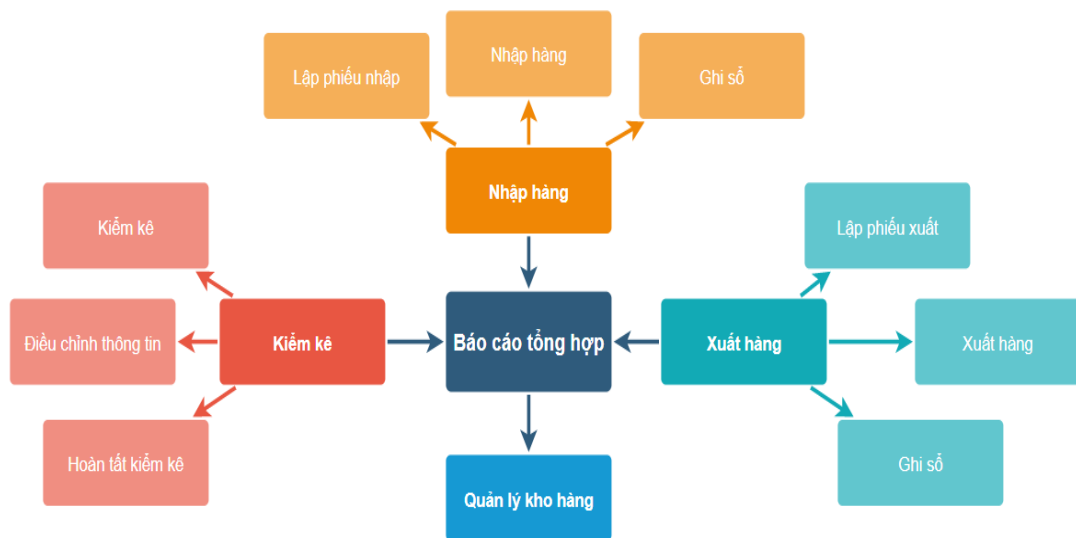 Nhập hàng
Lập phiếu nhập
Ghi sổ
Nhập hàng
Kiểm kê
Lập phiếu xuất
Điều chỉnh thông tin
Kiểm kê
Báo cáo tổng hợp
Xuất hàng
Xuất hàng
Hoàn tất kiểm kê
Ghi sổ
Quản lý kho hàng